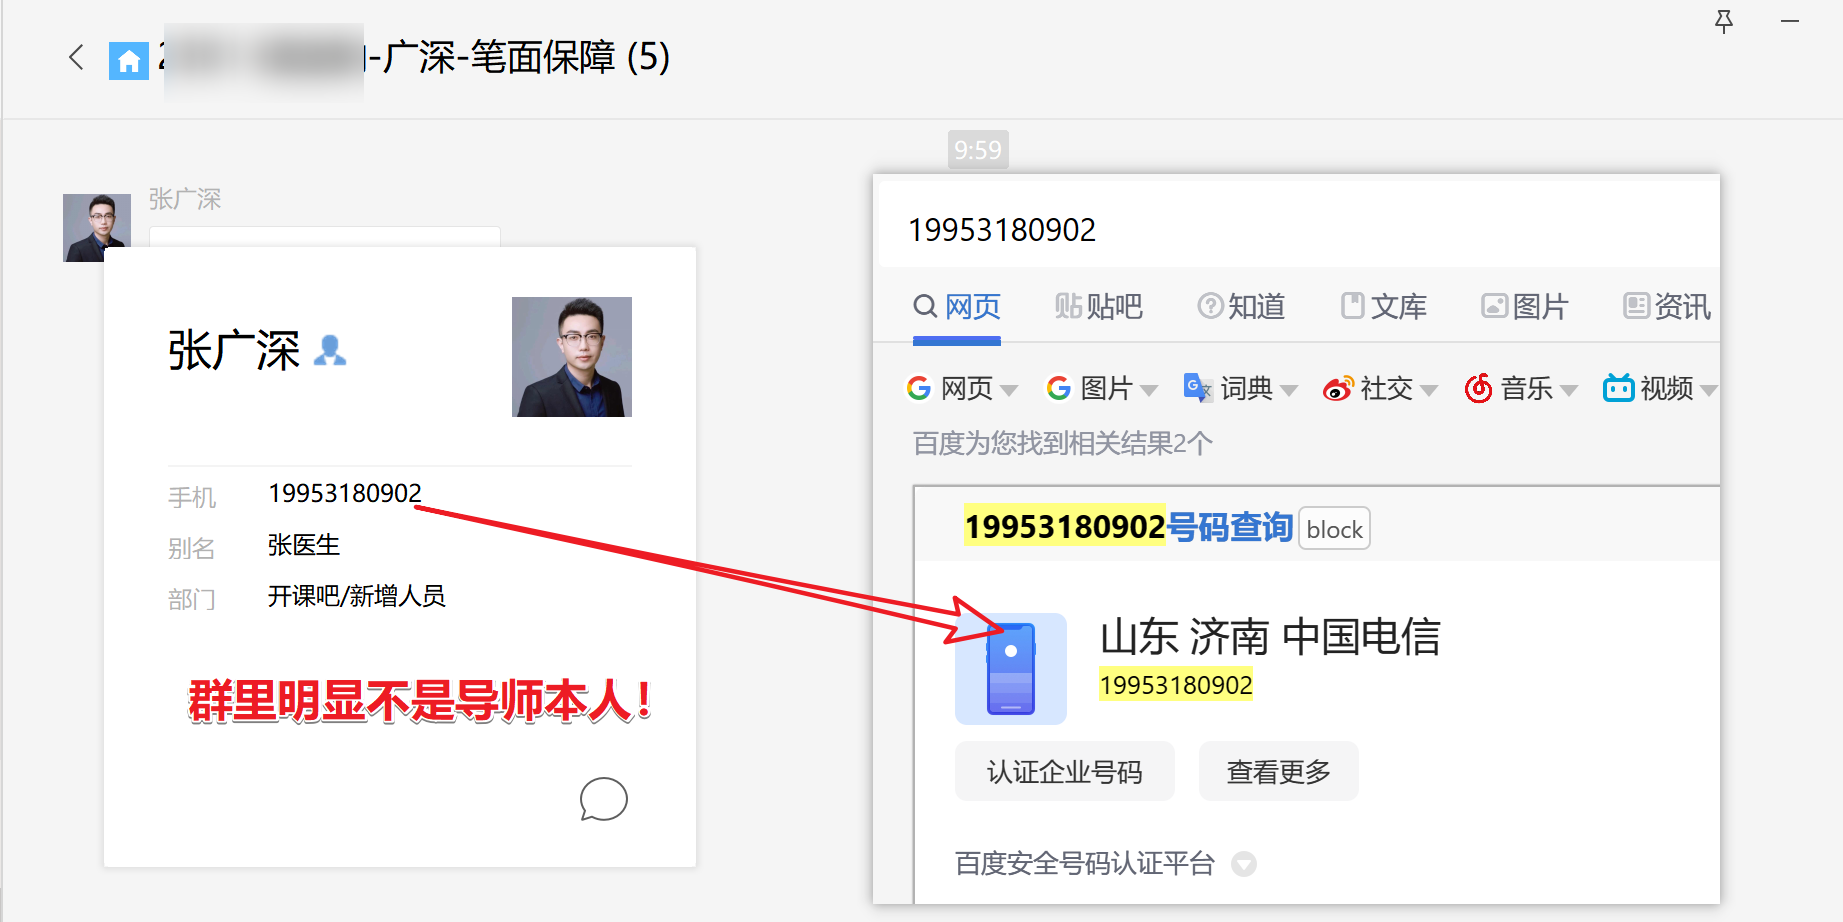 -广深-笔面保障 (5)
9:59
张广深
张广深
手机 19953180902
别名 张医生
部门 开课吧/新增人员
群里明显不是导师本人!
19953180902
网页 贴吧 知道 文库 图片 资讯
网页 图片 词典 社交 音乐 视频
百度为您找到相关结果2个
19953180902号码查询 block
山东 济南 中国电信
19953180902
认证企业号码 查看更多
百度安全号码认证平台